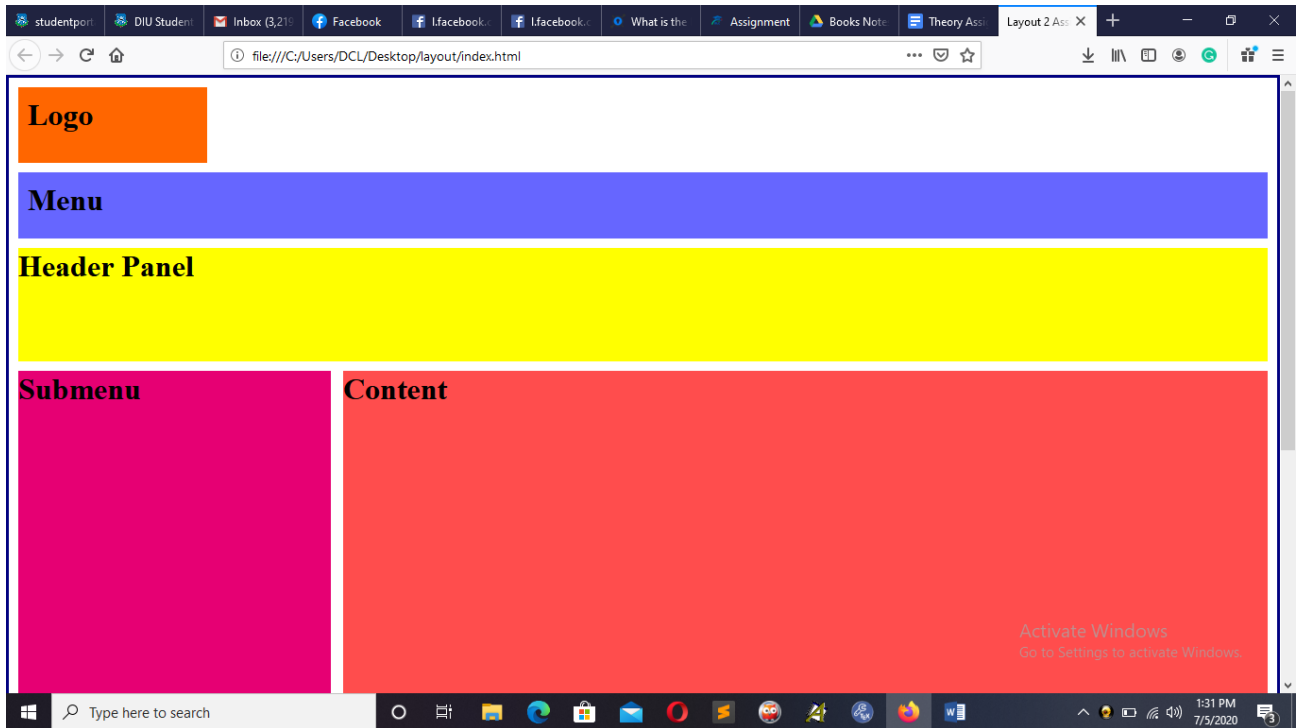 studentport DIU Student Inbox (3,219 Facebook l.facebook.c l.facebook.c What is the Assignment Books Note Theory Assi Layout 2 Ass
file:///C:/Users/DCL/Desktop/layout/index.html
Logo
Menu
Header Panel
Submenu Content
Activate Windows
Go to Settings to activate Windows.
Type here to search
1:31 PM
7/5/2020
3